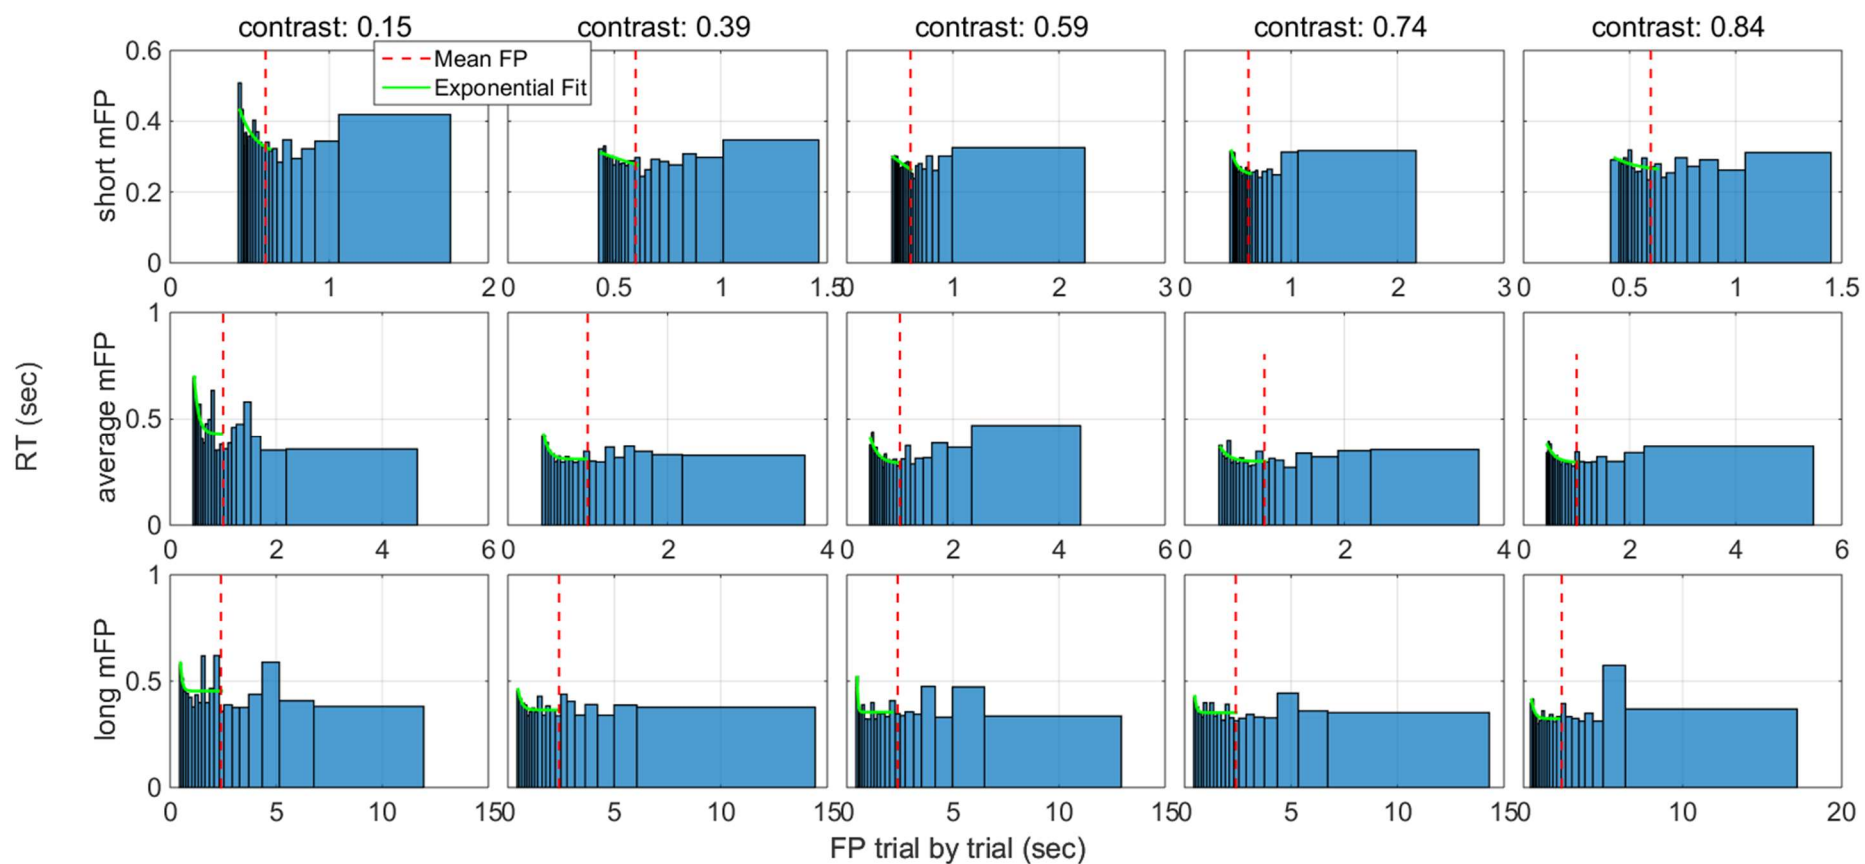 contrast: 0.15 contrast: 0.39 contrast: 0.59 contrast: 0.74 contrast: 0.84
Mean FP
Exponential Fit
short mFP
0.6
0.4
0.2
0
0 1 2 0.5 1 1.5 0 1 2 3 0 1 2 3 0 0.5 1 1.5
average mFP
1
0.5
0
0 2 4 6 0 2 4 0 2 4 6 0 2 4 0 2 4 6
RT (sec)
long mFP
1
0.5
0
0 5 10 15 0 5 10 15 0 5 10 15 0 5 10 15 0 10 20
FP trial by trial (sec)